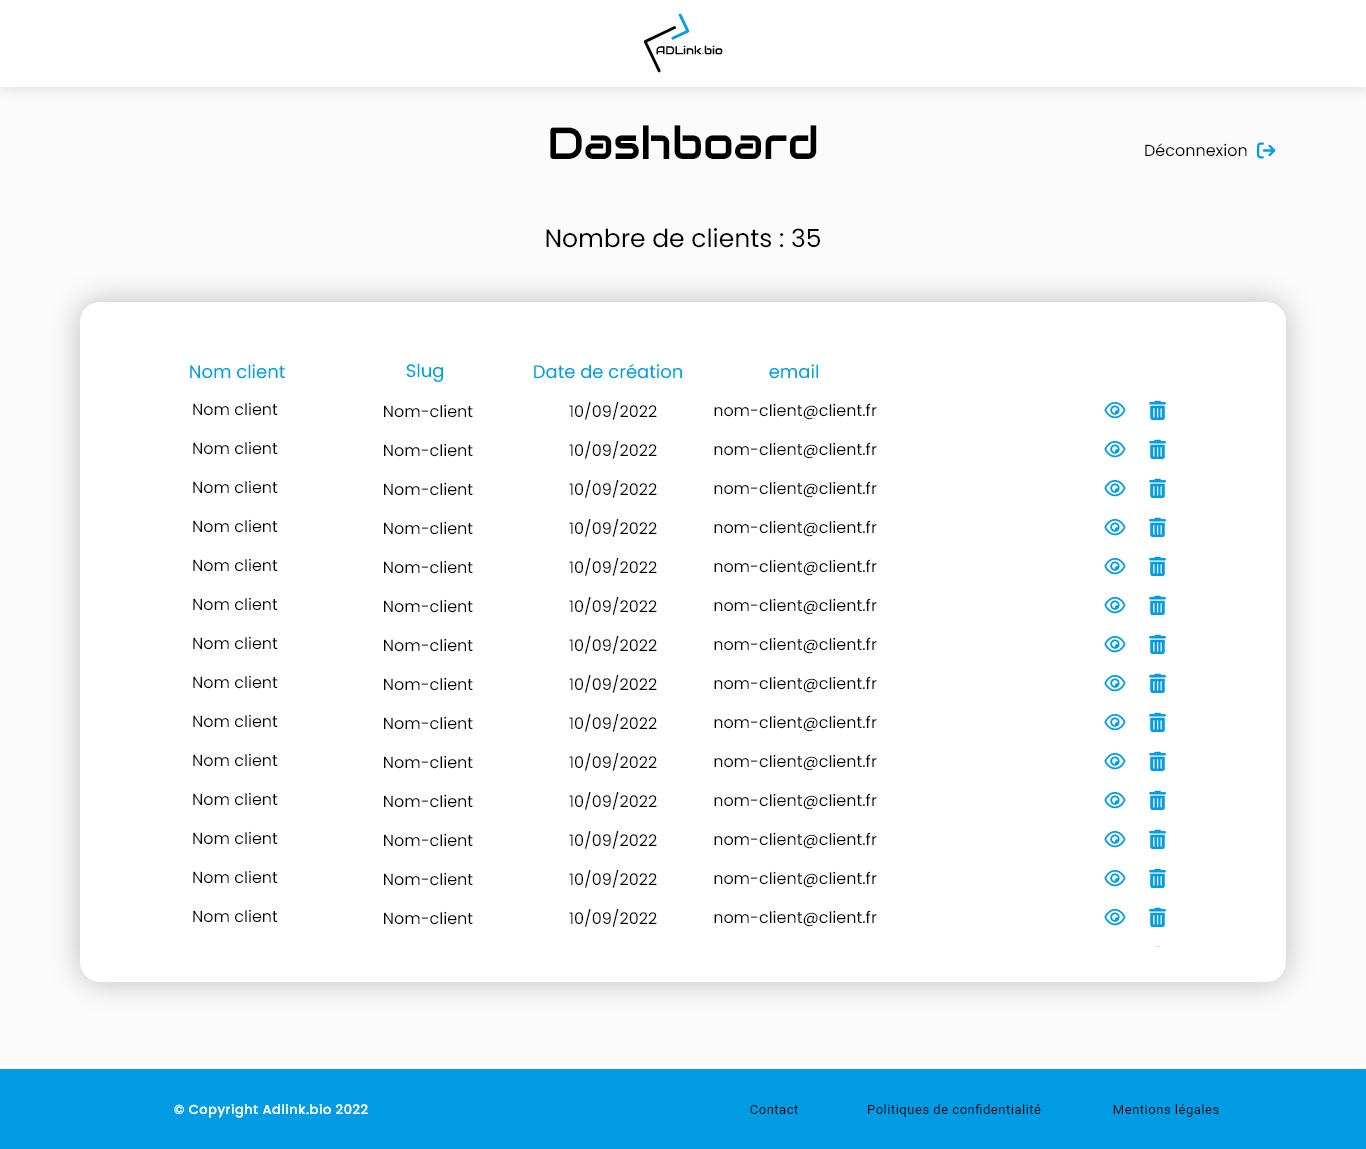 ADLink.bio
Dashboard
Déconnexion
Nombre de clients : 35
Nom client Slug Date de création email
Nom client Nom-client 10/09/2022 nom-client@client.fr
Nom client Nom-client 10/09/2022 nom-client@client.fr
Nom client Nom-client 10/09/2022 nom-client@client.fr
Nom client Nom-client 10/09/2022 nom-client@client.fr
Nom client Nom-client 10/09/2022 nom-client@client.fr
Nom client Nom-client 10/09/2022 nom-client@client.fr
Nom client Nom-client 10/09/2022 nom-client@client.fr
Nom client Nom-client 10/09/2022 nom-client@client.fr
Nom client Nom-client 10/09/2022 nom-client@client.fr
Nom client Nom-client 10/09/2022 nom-client@client.fr
Nom client Nom-client 10/09/2022 nom-client@client.fr
Nom client Nom-client 10/09/2022 nom-client@client.fr
Nom client Nom-client 10/09/2022 nom-client@client.fr
Nom client Nom-client 10/09/2022 nom-client@client.fr
© Copyright Adlink.bio 2022 Contact Politiques de confidentialité Mentions légales